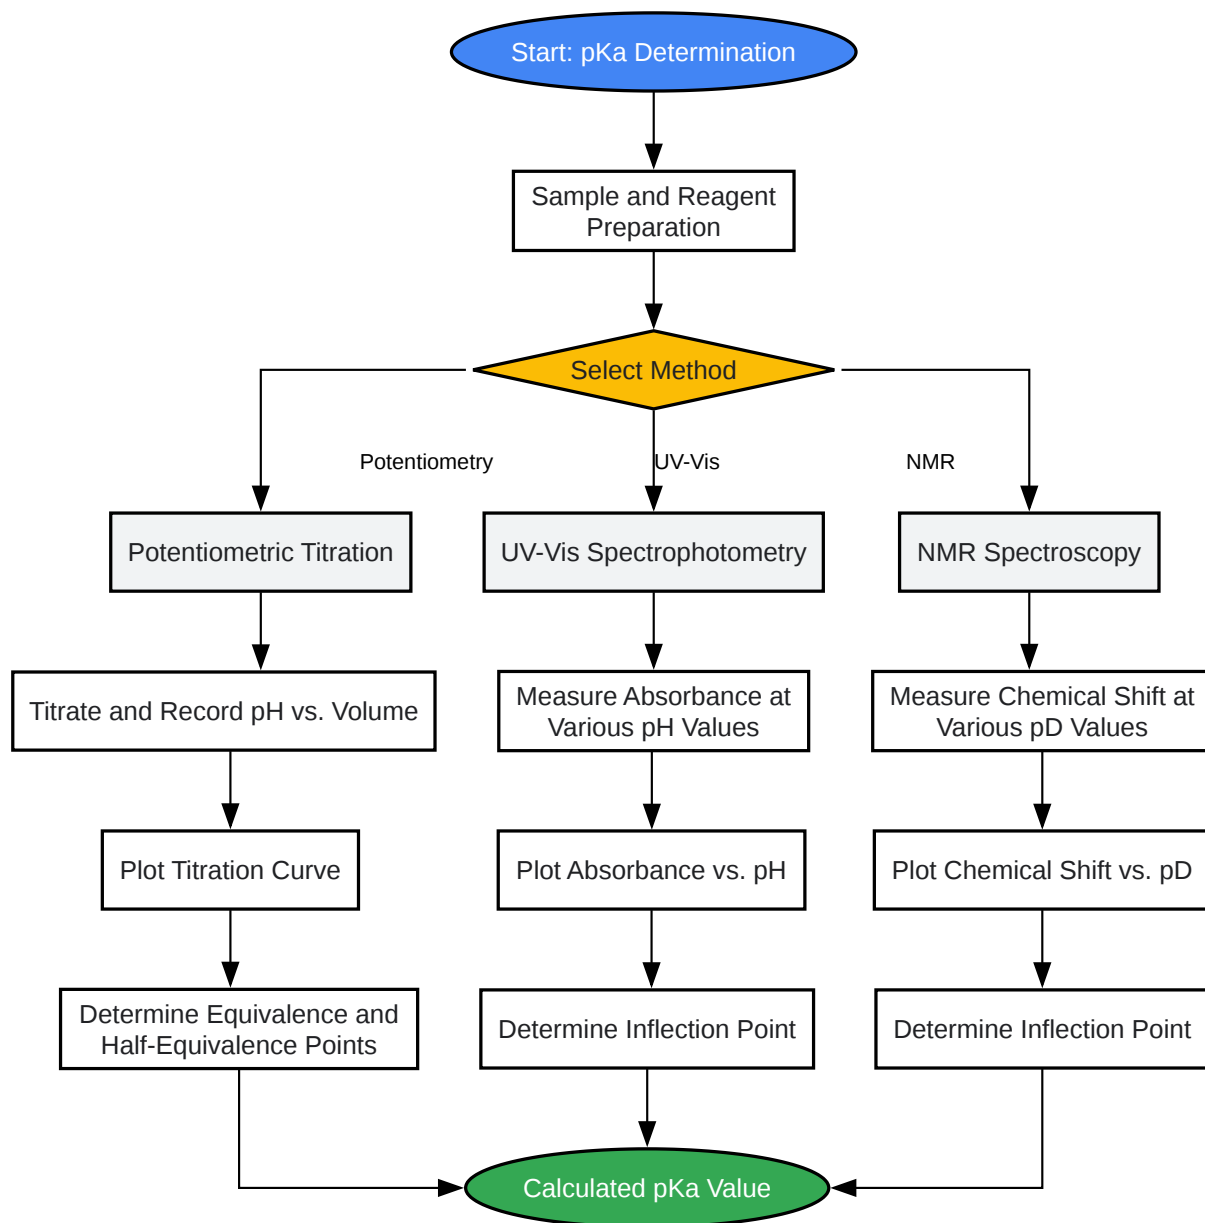 Start: pKa Determination
Sample and Reagent
Preparation
Select Method
Potentiometry
UV-Vis
NMR
Potentiometric Titration
UV-Vis Spectrophotometry
NMR Spectroscopy
Titrate and Record pH vs. Volume
Measure Absorbance at
Various pH Values
Measure Chemical Shift at
Various pD Values
Plot Titration Curve
Plot Absorbance vs. pH
Plot Chemical Shift vs. pD
Determine Equivalence and
Half-Equivalence Points
Determine Inflection Point
Determine Inflection Point
Calculated pKa Value